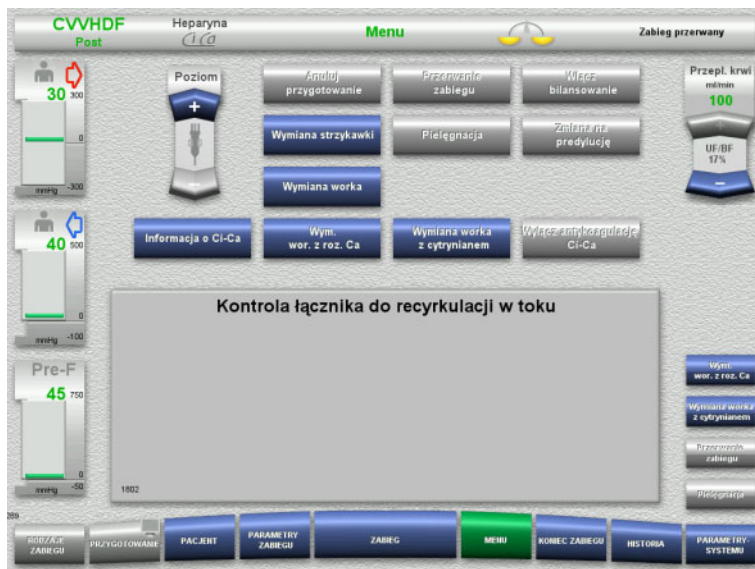 CVVHDF
Post
Heparyna
Ci Ca
Menu
Zabieg przerwany
30
300
mmHg
-300
40
500
0
mmHg
-100
Pre-F
45
750
0
mmHg
-50
Poziom
+
−
Anuluj
przygotowanie
Przerwanie
zabiegu
Włącz
bilansowanie
Wymiana strzykawki
Pielęgnacja
Zmiana na
predylucję
Wymiana worka
Informacja o Ci-Ca
Wym.
wor. z roz. Ca
Wymiana worka
z cytrynianem
Wyłącz antykoagulację
Ci-Ca
Przepl. krwi
ml/min
100
+
UF/BF
17%
−
Kontrola łącznika do recyrkulacji w toku
1802
Wym.
wor. z roz. Ca
Wymiana worka
z cytrynianem
Przerwanie
zabiegu
Pielęgnacja
RODZAJE
ZABIEGU
PRZYGOTOWANIE
PACJENT
PARAMETRY
ZABIEGU
ZABIEG
MENU
KONIEC ZABIEGU
HISTORIA
PARAMETRY-
SYSTEMU